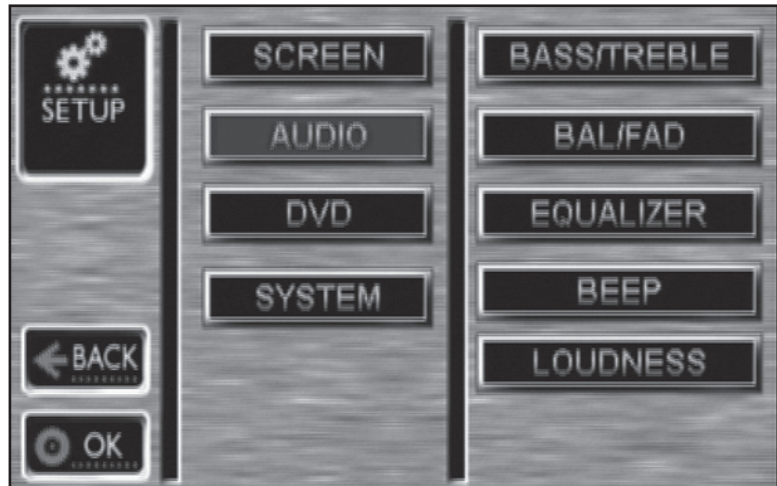 SETUP
BACK
OK
SCREEN
AUDIO
DVD
SYSTEM
BASS/TREBLE
BAL/FAD
EQUALIZER
BEEP
LOUDNESS